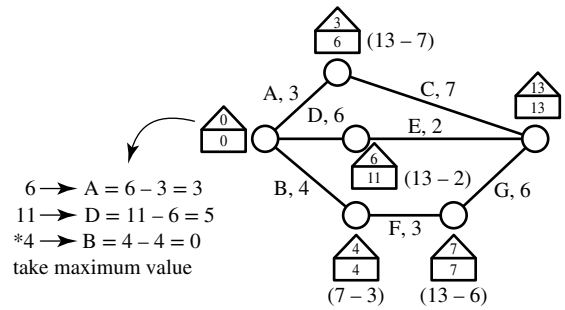 3
6
(13 – 7)
A, 3
C, 7
13
13
0
0
D, 6
E, 2
6
11
(13 – 2)
6 → A = 6 – 3 = 3
11 → D = 11 – 6 = 5
*4 → B = 4 – 4 = 0
take maximum value
B, 4
G, 6
F, 3
4
4
(7 – 3)
7
7
(13 – 6)